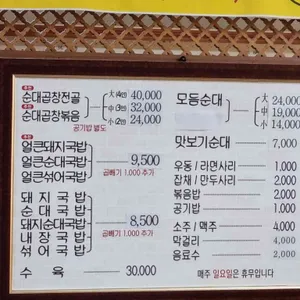 순대곱창전골
순대곱창볶음
大(4인) 40,000
中(3인) 32,000
小(2인) 24,000
공기밥 별도
얼큰돼지국밥
얼큰순대국밥
얼큰섞어국밥
9,500
곱빼기 1,000 추가
돼지국밥
순대국밥
돼지순대국밥
내장국밥
섞어국밥
8,500
곱빼기 1,000 추가
수육 30,000
모듬순대
大 24,000
中 19,000
小 14,000
맛보기순대 7,000
우동 / 라면사리 1,000
잡채 / 만두사리 2,000
볶음밥 2,000
공기밥 1,000
소주 / 맥주 4,000
막걸리 4,000
음료수 2,000
매주 일요일은 휴무입니다